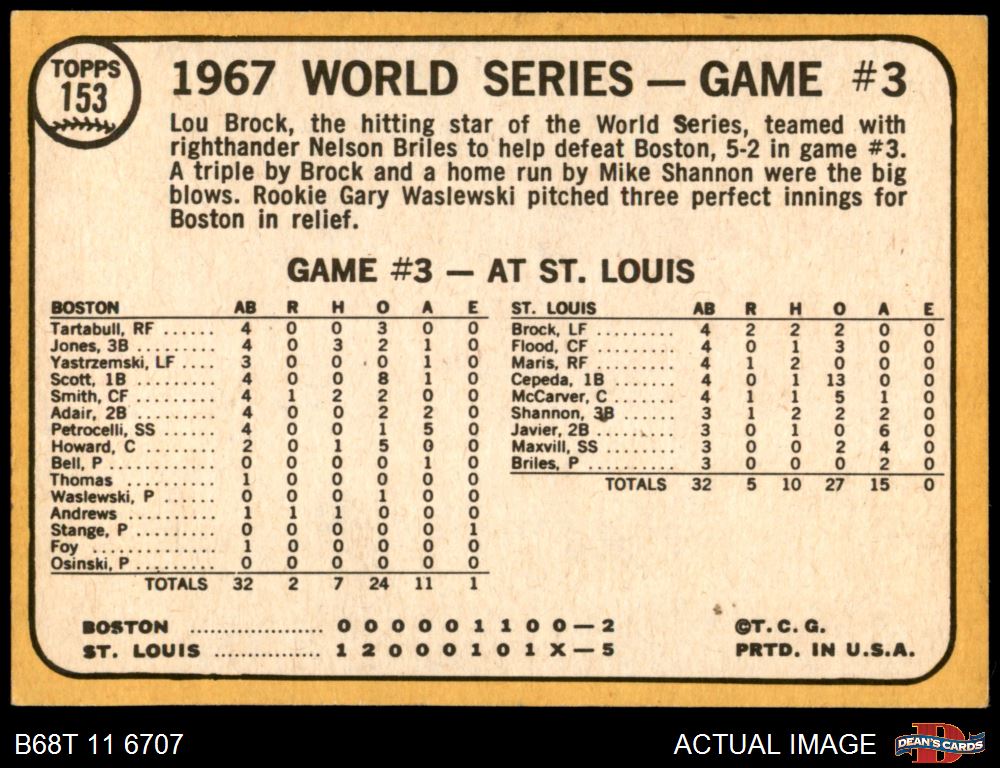 TOPPS
153
1967 WORLD SERIES — GAME #3
Lou Brock, the hitting star of the World Series, teamed with
righthander Nelson Briles to help defeat Boston, 5-2 in game #3.
A triple by Brock and a home run by Mike Shannon were the big
blows. Rookie Gary Waslewski pitched three perfect innings for
Boston in relief.
GAME #3 — AT ST. LOUIS
BOSTON AB R H O A E
Tartabull, RF ...... 4 0 0 3 0 0
Jones, 3B ......... 4 0 3 2 1 0
Yastrzemski, LF .... 3 0 0 0 1 0
Scott, 1B ......... 4 0 0 8 1 0
Smith, CF ......... 4 1 2 2 0 0
Adair, 2B ......... 4 0 0 2 2 0
Petrocelli, SS ...... 4 0 0 1 5 0
Howard, C ........ 2 0 1 5 0 0
Bell, P ............ 0 0 0 0 1 0
Thomas .......... 1 0 0 0 0 0
Waslewski, P ...... 0 0 0 1 0 0
Andrews .......... 1 1 1 0 0 0
Stange, P ......... 0 0 0 0 0 1
Foy .............. 1 0 0 0 0 0
Osinski, P ......... 0 0 0 0 0 0
TOTALS 32 2 7 24 11 1
ST. LOUIS AB R H O A E
Brock, LF ......... 4 2 2 2 0 0
Flood, CF ......... 4 0 1 3 0 0
Maris, RF ......... 4 1 2 0 0 0
Cepeda, 1B ....... 4 0 1 13 0 0
McCarver, C ...... 4 1 1 5 1 0
Shannon, 3B ...... 3 1 2 2 2 0
Javier, 2B ......... 3 0 1 0 6 0
Maxvill, SS ........ 3 0 0 2 4 0
Briles, P .......... 3 0 0 0 2 0
TOTALS 32 5 10 27 15 0
BOSTON ..................... 0 0 0 0 0 1 1 0 0 — 2
ST. LOUIS ................. 1 2 0 0 0 1 0 1 X — 5
©T. C. G.
PRTD. IN U.S.A.
B68T 11 6707
ACTUAL IMAGE
D
DEAN'S CARDS